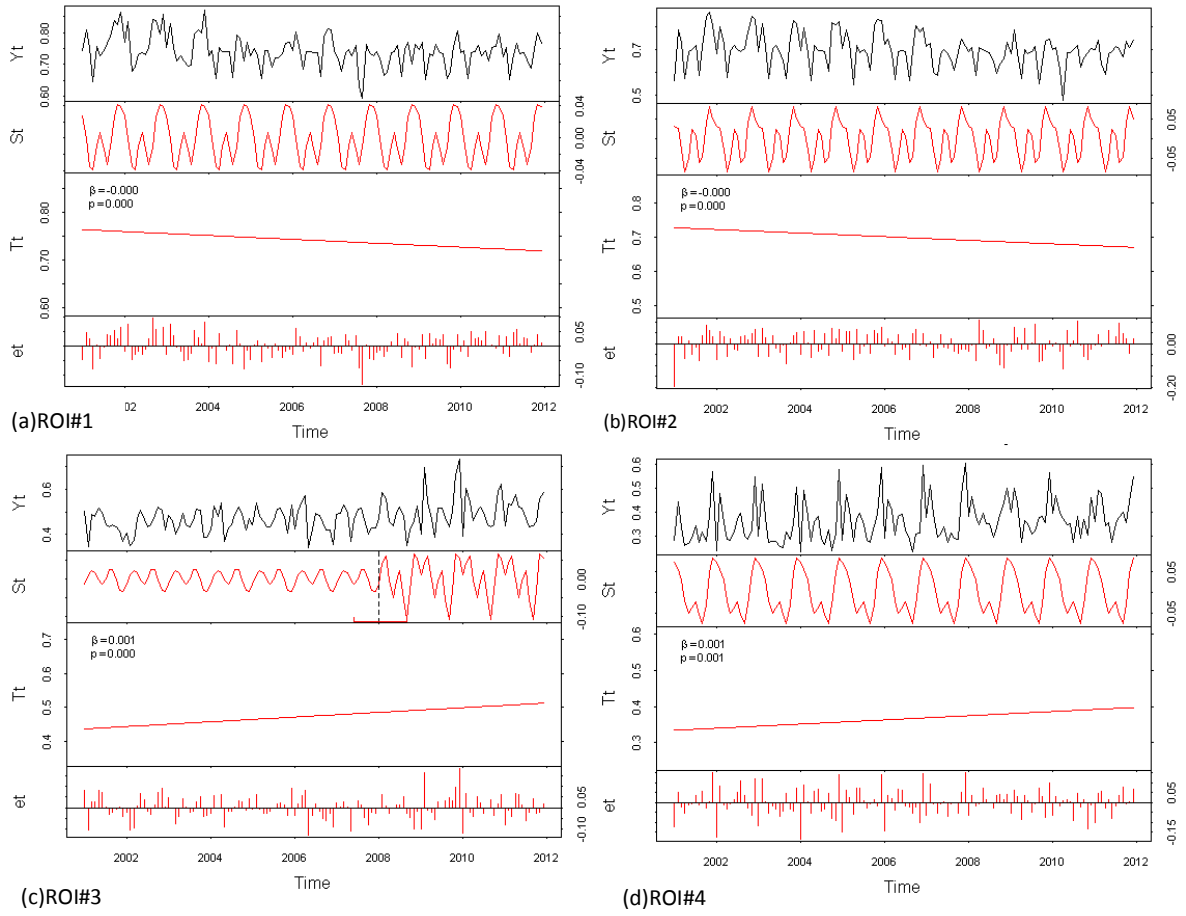 Yt
0.60 0.70 0.80
St
-0.04 0.00 0.04
β = -0.000
p = 0.000
Tt
0.60 0.70 0.80
et
-0.10 0.05
02 2004 2006 2008 2010 2012
Time
(a)ROI#1
Yt
0.5 0.7
St
-0.05 0.05
β = -0.000
p = 0.000
Tt
0.5 0.6 0.7 0.8
et
-0.20 0.00
2002 2004 2006 2008 2010 2012
Time
(b)ROI#2
Yt
0.4 0.6
St
-0.10 0.00
β = 0.001
p = 0.000
Tt
0.4 0.5 0.6 0.7
et
-0.10 0.05
2002 2004 2006 2008 2010 2012
Time
(c)ROI#3
Yt
0.3 0.4 0.5 0.6
St
-0.05 0.05
β = 0.001
p = 0.001
Tt
0.3 0.4 0.5 0.6
et
-0.15 0.05
2002 2004 2006 2008 2010 2012
Time
(d)ROI#4